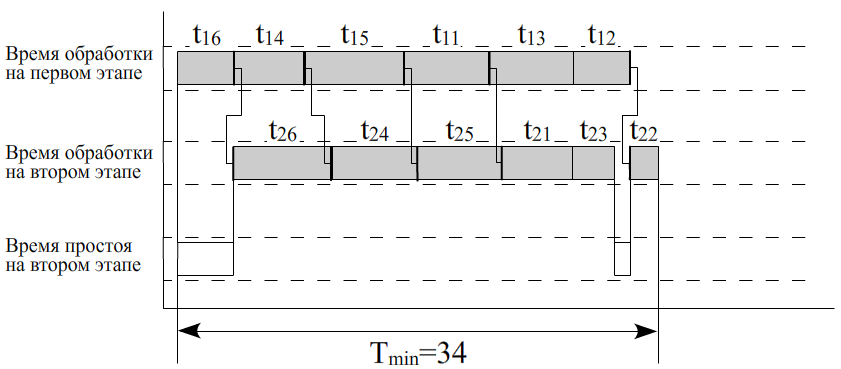 t16 t14 t15 t11 t13 t12
Время обработки
на первом этапе
t26 t24 t25 t21 t23 t22
Время обработки
на втором этапе
Время простоя
на втором этапе
Tmin=34